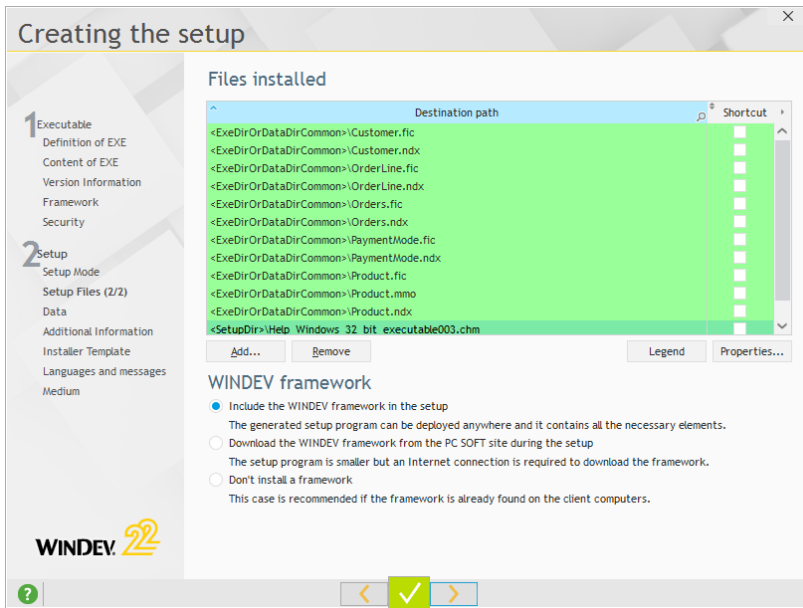 Creating the setup
1 Executable
Definition of EXE
Content of EXE
Version Information
Framework
Security
2 Setup
Setup Mode
Setup Files (2/2)
Data
Additional Information
Installer Template
Languages and messages
Medium
WINDEV. 22
Files installed
Destination path Shortcut
<ExeDirOrDataDirCommon>\Customer.fic
<ExeDirOrDataDirCommon>\Customer.ndx
<ExeDirOrDataDirCommon>\OrderLine.fic
<ExeDirOrDataDirCommon>\OrderLine.ndx
<ExeDirOrDataDirCommon>\Orders.fic
<ExeDirOrDataDirCommon>\Orders.ndx
<ExeDirOrDataDirCommon>\PaymentMode.fic
<ExeDirOrDataDirCommon>\PaymentMode.ndx
<ExeDirOrDataDirCommon>\Product.fic
<ExeDirOrDataDirCommon>\Product.mmo
<ExeDirOrDataDirCommon>\Product.ndx
<SetupDir>\Help_Windows_32_bit_executable003.chm
Add... Remove Legend Properties...
WINDEV framework
Include the WINDEV framework in the setup
The generated setup program can be deployed anywhere and it contains all the necessary elements.
Download the WINDEV framework from the PC SOFT site during the setup
The setup program is smaller but an Internet connection is required to download the framework.
Don't install a framework
This case is recommended if the framework is already found on the client computers.
?